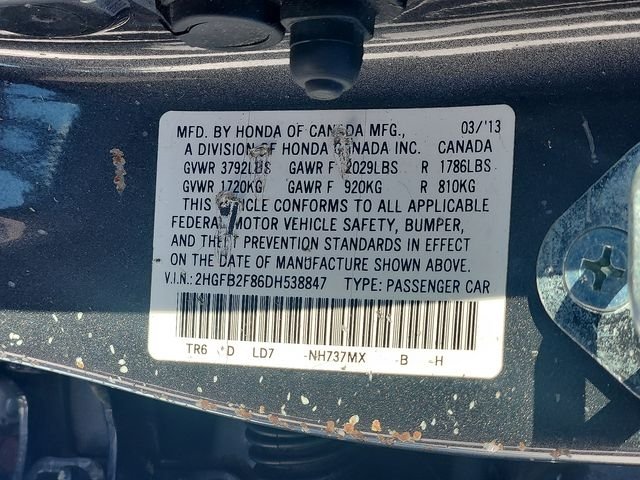 MFD. BY HONDA OF CANADA MFG., 03/'13
A DIVISION OF HONDA CANADA INC. CANADA
GVWR 3792LBS GAWR F 2029LBS R 1786LBS
GVWR 1720KG GAWR F 920KG R 810KG
THIS VEHICLE CONFORMS TO ALL APPLICABLE
FEDERAL MOTOR VEHICLE SAFETY, BUMPER,
AND THEFT PREVENTION STANDARDS IN EFFECT
ON THE DATE OF MANUFACTURE SHOWN ABOVE.
V.I.N.: 2HGFB2F86DH538847 TYPE: PASSENGER CAR
TR6 *D LD7 -NH737MX -B -H